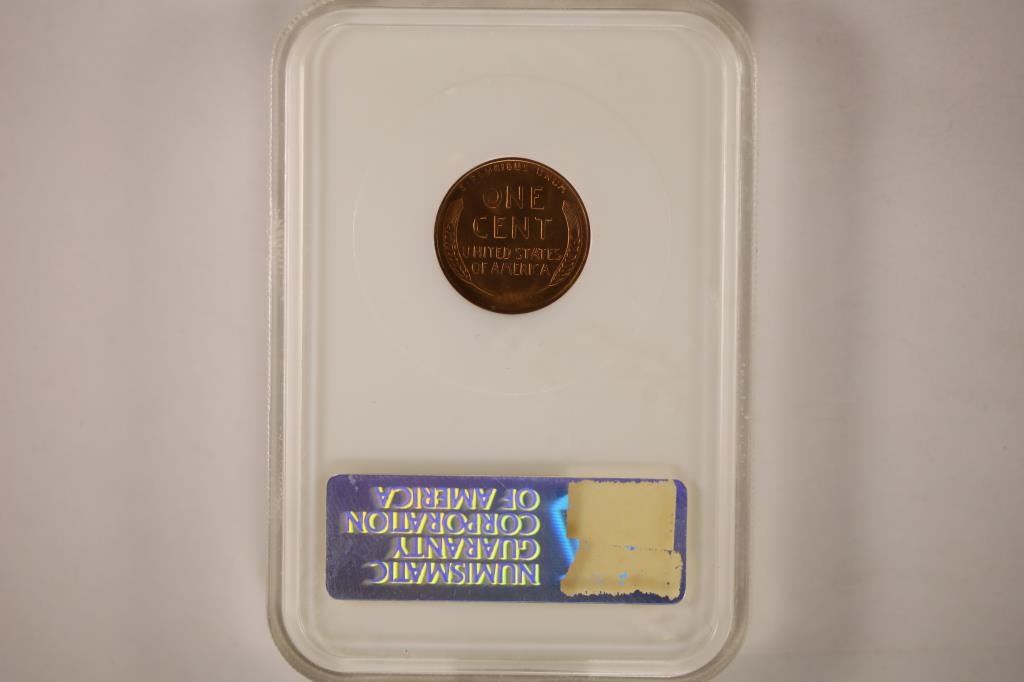 E PLURIBUS UNUM
ONE
CENT
UNITED STATES
OF AMERICA
NUMISMATIC
GUARANTY
CORPORATION
OF AMERICA